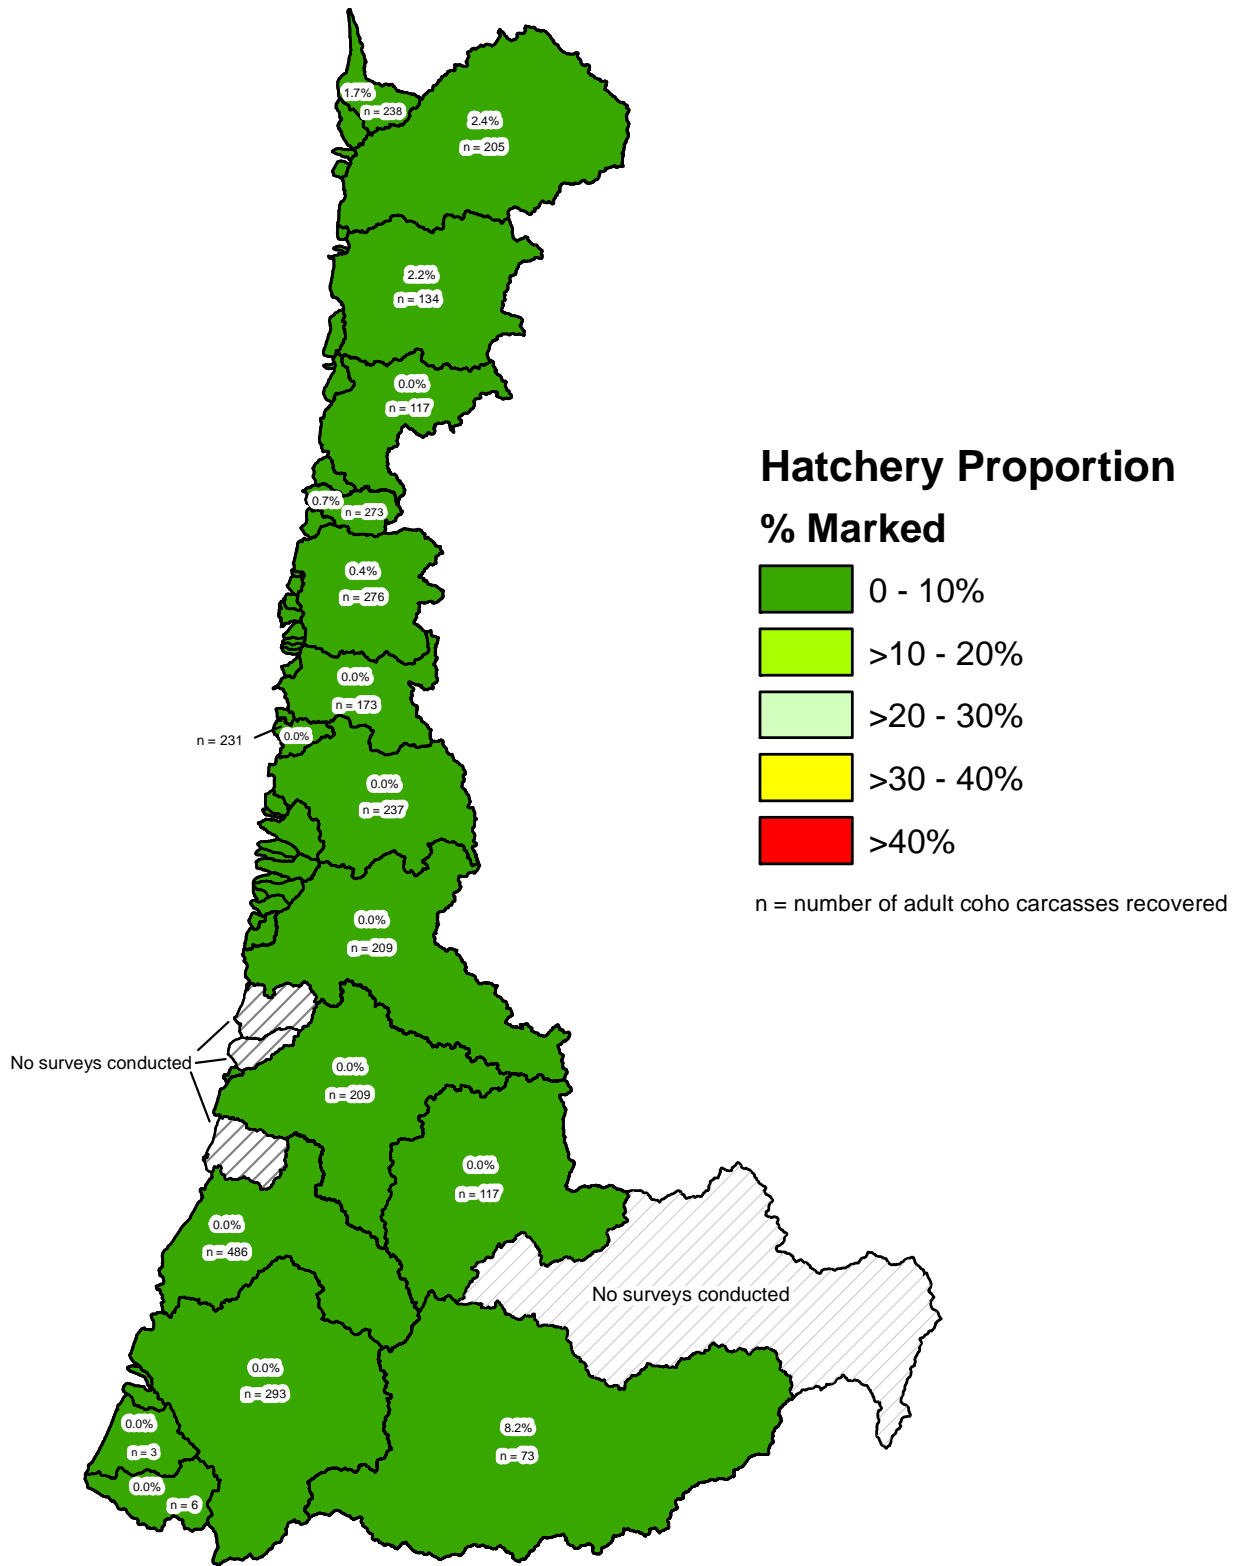 1.7%
n = 238
2.4%
n = 205
2.2%
n = 134
0.0%
n = 117
0.7%
n = 273
0.4%
n = 276
0.0%
n = 173
n = 231
0.0%
0.0%
n = 237
0.0%
n = 209
No surveys conducted
0.0%
n = 209
0.0%
n = 117
0.0%
n = 486
No surveys conducted
0.0%
n = 293
0.0%
n = 3
0.0%
n = 6
8.2%
n = 73
Hatchery Proportion
% Marked
0 - 10%
>10 - 20%
>20 - 30%
>30 - 40%
>40%
n = number of adult coho carcasses recovered